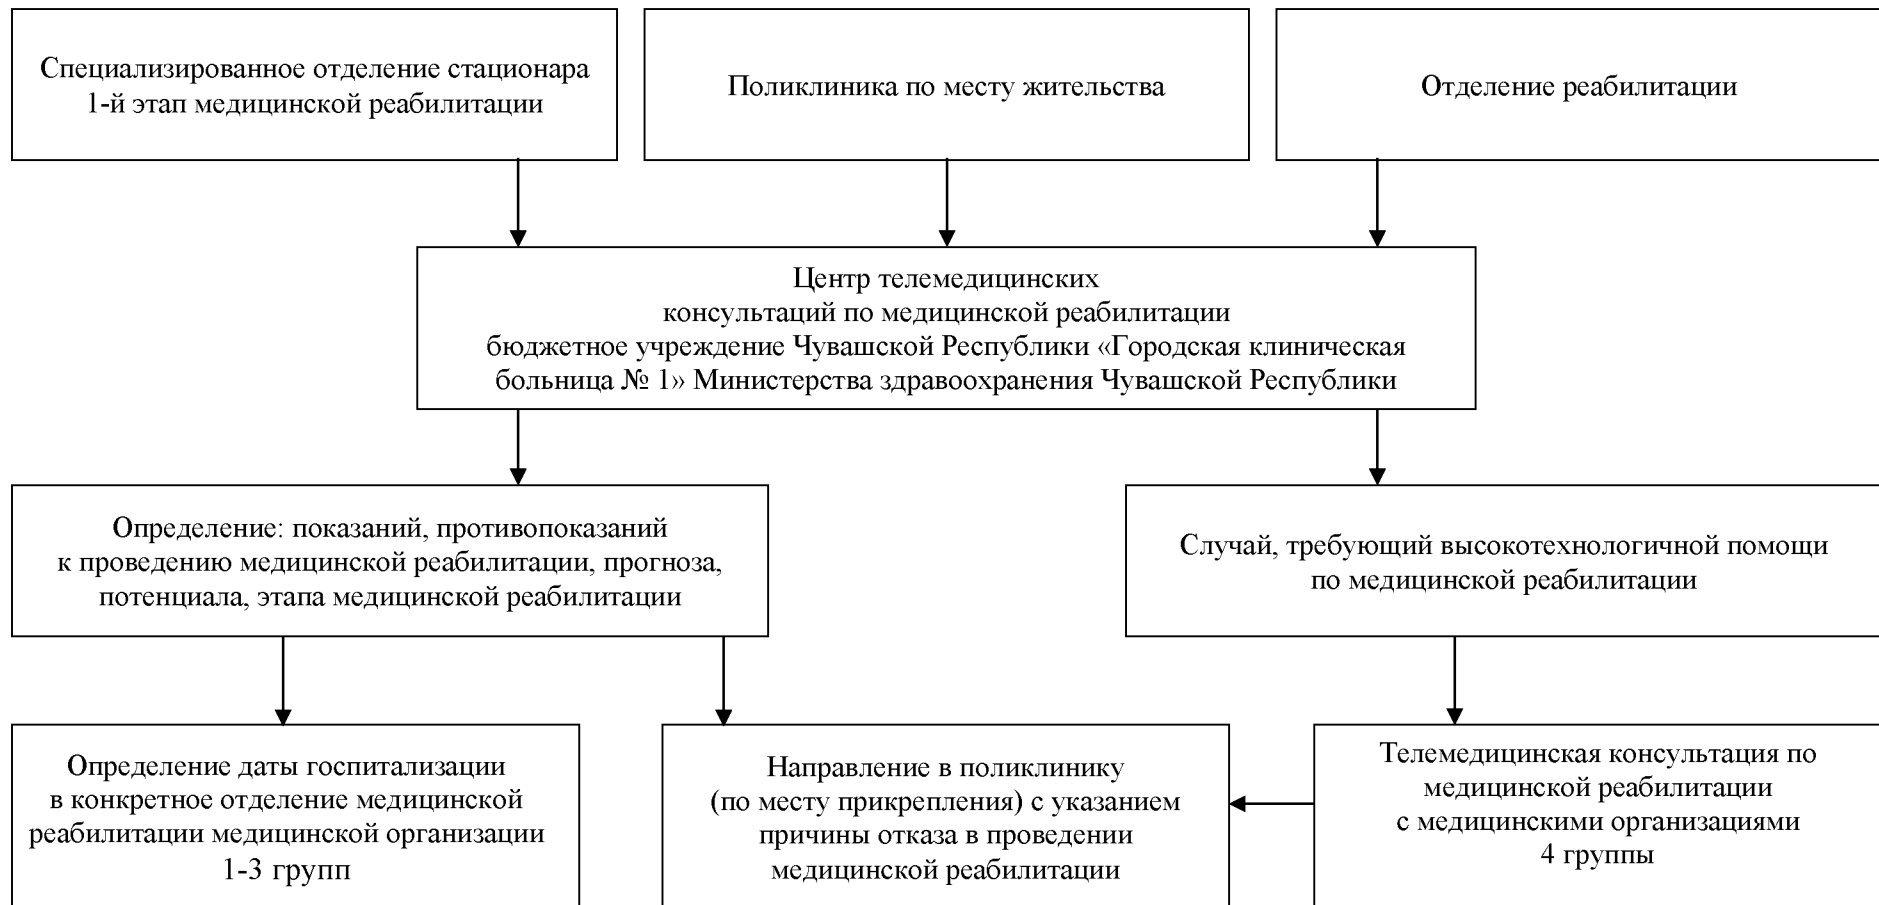 Специализированное отделение стационара
1-й этап медицинской реабилитации
Поликлиника по месту жительства
Отделение реабилитации
Центр телемедицинских
консультаций по медицинской реабилитации
бюджетное учреждение Чувашской Республики «Городская клиническая
больница № 1» Министерства здравоохранения Чувашской Республики
Определение: показаний, противопоказаний
к проведению медицинской реабилитации, прогноза,
потенциала, этапа медицинской реабилитации
Случай, требующий высокотехнологичной помощи
по медицинской реабилитации
Определение даты госпитализации
в конкретное отделение медицинской
реабилитации медицинской организации
1-3 групп
Направление в поликлинику
(по месту прикрепления) с указанием
причины отказа в проведении
медицинской реабилитации
Телемедицинская консультация по
медицинской реабилитации
с медицинскими организациями
4 группы